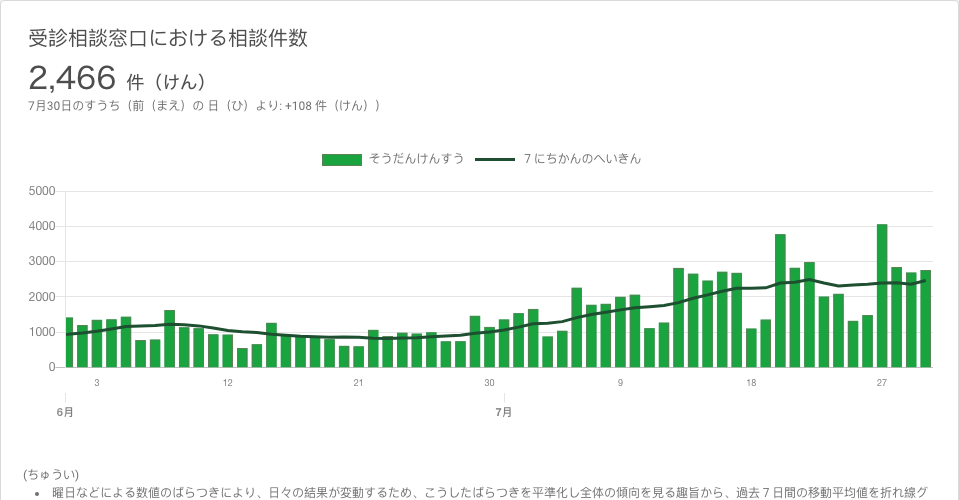 受診相談窓口における相談件数
2,466 件（けん）
7月30日のすうち（前（まえ）の 日（ひ）より: +108 件（けん））
そうだんけんすう 7 にちかんのへいきん
5000
4000
3000
2000
1000
0
3 12 21 30 9 18 27
6月 7月
(ちゅうい)
• 曜日などによる数値のばらつきにより、日々の結果が変動するため、こうしたばらつきを平準化し全体の傾向を見る趣旨から、過去７日間の移動平均値を折れ線グ